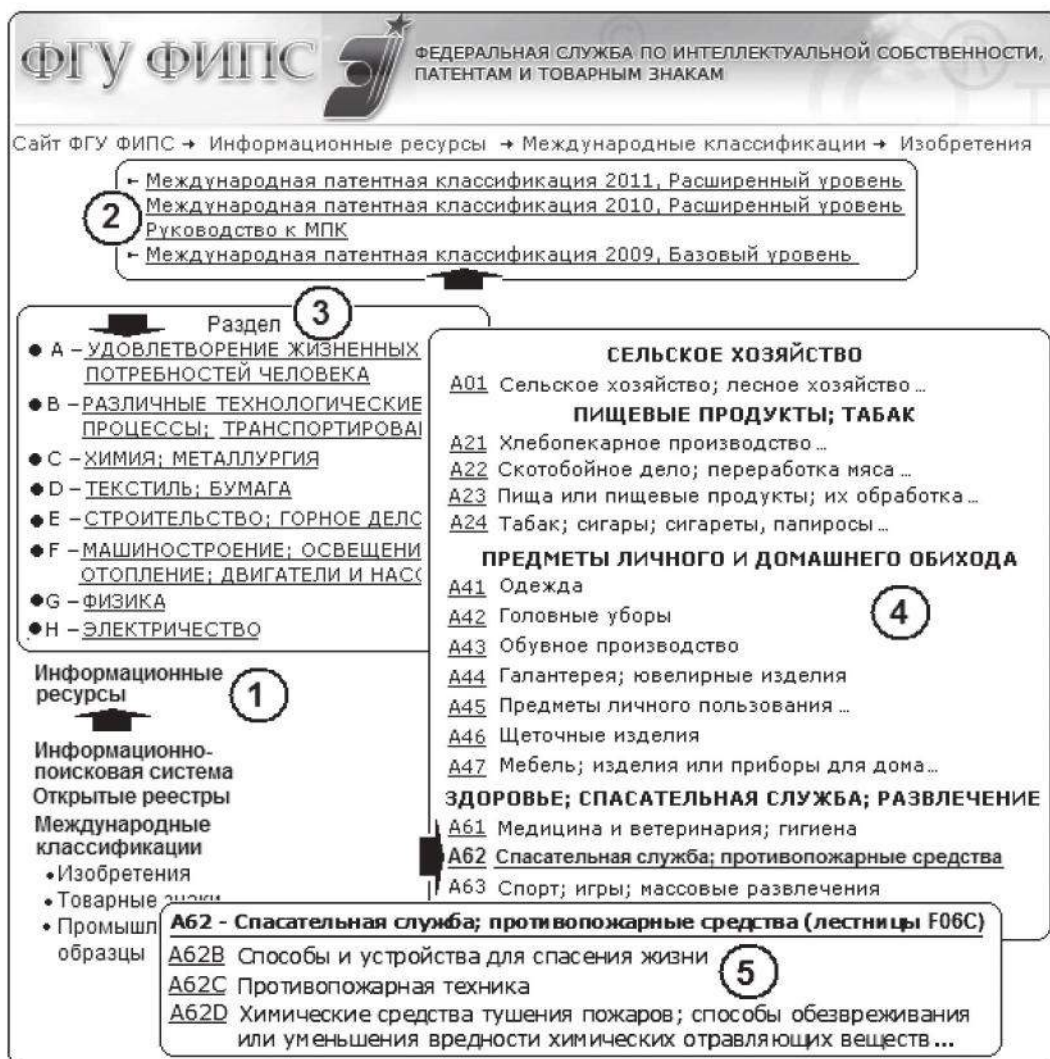 ФГУ ФИПС
ФЕДЕРАЛЬНАЯ СЛУЖБА ПО ИНТЕЛЛЕКТУАЛЬНОЙ СОБСТВЕННОСТИ,
ПАТЕНТАМ И ТОВАРНЫМ ЗНАКАМ
Сайт ФГУ ФИПС → Информационные ресурсы → Международные классификации → Изобретения
Международная патентная классификация 2011, Расширенный уровень
2
Международная патентная классификация 2010, Расширенный уровень
Руководство к МПК
Международная патентная классификация 2009, Базовый уровень
Раздел
3
● A – УДОВЛЕТВОРЕНИЕ ЖИЗНЕННЫХ
ПОТРЕБНОСТЕЙ ЧЕЛОВЕКА
● B – РАЗЛИЧНЫЕ ТЕХНОЛОГИЧЕСКИЕ
ПРОЦЕССЫ; ТРАНСПОРТИРОВА
● C – ХИМИЯ; МЕТАЛЛУРГИЯ
● D – ТЕКСТИЛЬ; БУМАГА
● E – СТРОИТЕЛЬСТВО; ГОРНОЕ ДЕЛО
● F – МАШИНОСТРОЕНИЕ; ОСВЕЩЕНИ
ОТОПЛЕНИЕ; ДВИГАТЕЛИ И НАСО
● G – ФИЗИКА
● H – ЭЛЕКТРИЧЕСТВО
Информационные
ресурсы
1
Информационно-
поисковая система
Открытые реестры
Международные
классификации
• Изобретения
• Товарные знаки
• Промышл
образцы
СЕЛЬСКОЕ ХОЗЯЙСТВО
A01 Сельское хозяйство; лесное хозяйство ...
ПИЩЕВЫЕ ПРОДУКТЫ; ТАБАК
A21 Хлебопекарное производство ...
A22 Скотобойное дело; переработка мяса ...
A23 Пища или пищевые продукты; их обработка ...
A24 Табак; сигары; сигареты, папиросы ...
ПРЕДМЕТЫ ЛИЧНОГО И ДОМАШНЕГО ОБИХОДА
A41 Одежда
A42 Головные уборы
4
A43 Обувное производство
A44 Галантерея; ювелирные изделия
A45 Предметы личного пользования ...
A46 Щеточные изделия
A47 Мебель; изделия или приборы для дома...
ЗДОРОВЬЕ; СПАСАТЕЛЬНАЯ СЛУЖБА; РАЗВЛЕЧЕНИЕ
A61 Медицина и ветеринария; гигиена
A62 Спасательная служба; противопожарные средства
A63 Спорт; игры; массовые развлечения
A62 - Спасательная служба; противопожарные средства (лестницы F06C)
A62B Способы и устройства для спасения жизни
5
A62C Противопожарная техника
A62D Химические средства тушения пожаров; способы обезвреживания
или уменьшения вредности химических отравляющих веществ ...